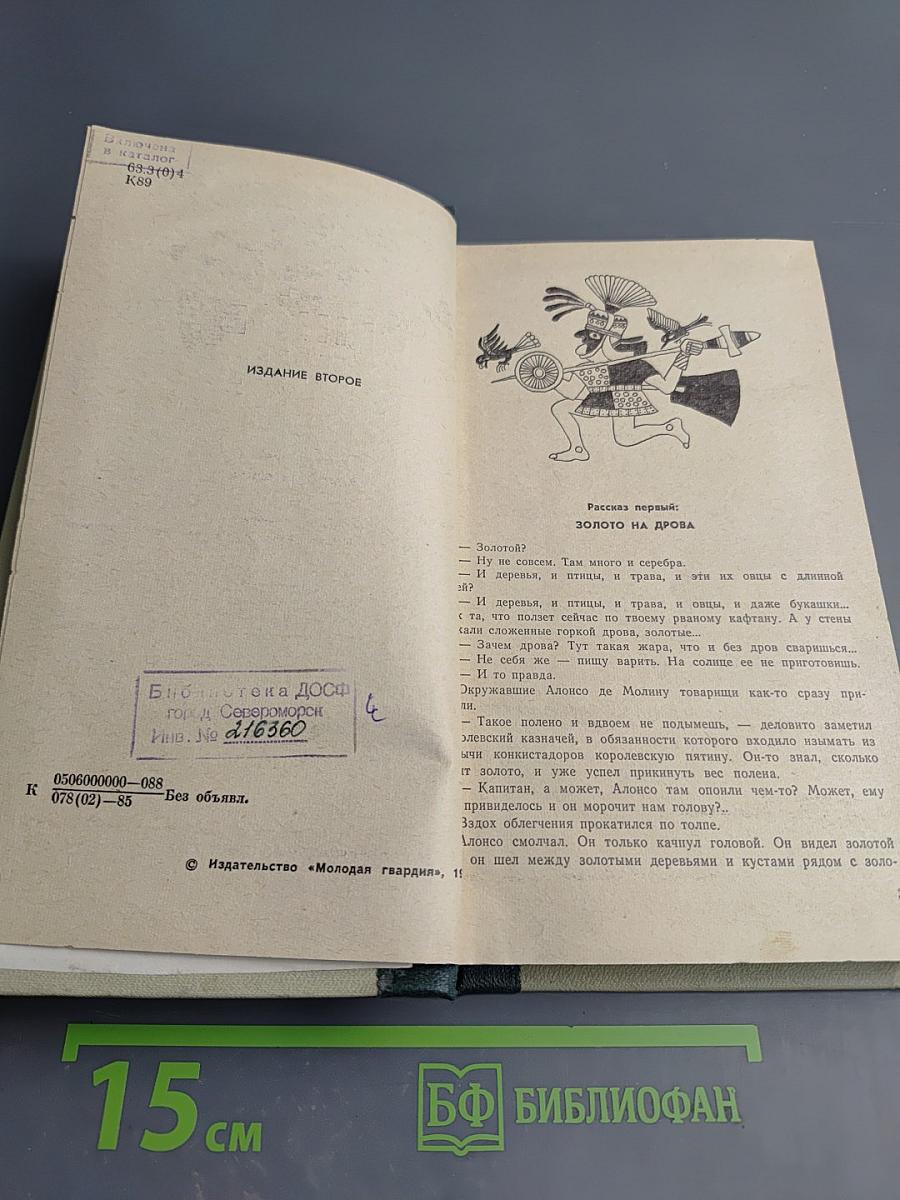 Включена
в каталог
63.3(0)4
К89
ИЗДАНИЕ ВТОРОЕ
Библиотека ДОСФ
город Североморск
Инв. № 216360
К 0506000000—088
078(02)—85 Без объявл.
© Издательство «Молодая гвардия», 19
Рассказ первый:
ЗОЛОТО НА ДРОВА
— Золотой?
— Ну не совсем. Там много и серебра.
— И деревья, и птицы, и трава, и эти их овцы с длинной
ей?
— И деревья, и птицы, и трава, и овцы, и даже букашки...
к та, что ползет сейчас по твоему рваному кафтану. А у стены
жали сложенные горкой дрова, золотые...
— Зачем дрова? Тут такая жара, что и без дров сваришься...
— Не себя же — пищу варить. На солнце ее не приготовишь.
— И то правда.
Окружавшие Алонсо де Молину товарищи как-то сразу при-
ли.
— Такое полено и вдвоем не подымешь, — деловито заметил
олевский казначей, в обязанности которого входило изымать из
ычи конкистадоров королевскую пятину. Он-то знал, сколько
ит золото, и уже успел прикинуть вес полена.
— Капитан, а может, Алонсо там опоили чем-то? Может, ему
привиделось и он морочит нам голову?..
Вздох облегчения прокатился по толпе.
Алонсо смолчал. Он только качнул головой. Он видел золотой
он шел между золотыми деревьями и кустами рядом с золо-
15 см
БФ БИБЛИОФАН